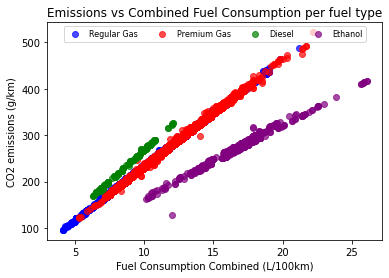 Emissions vs Combined Fuel Consumption per fuel type
Regular Gas Premium Gas Diesel Ethanol
500
400
300
200
100
CO2 emissions (g/km)
5 10 15 20 25
Fuel Consumption Combined (L/100km)